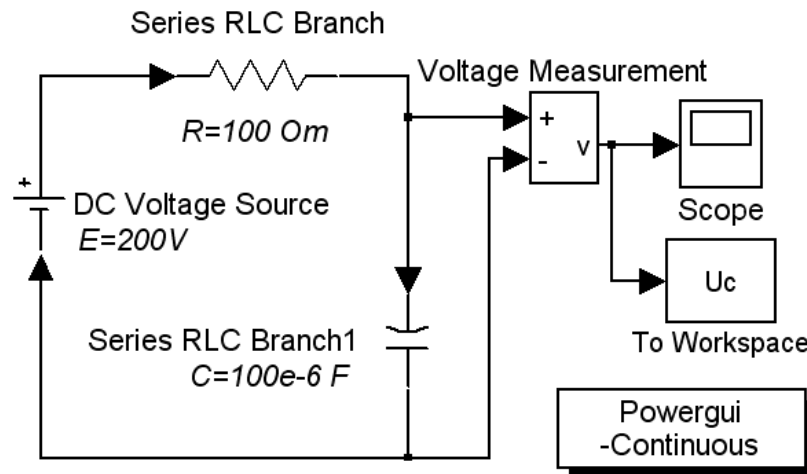 Series RLC Branch
Voltage Measurement
R=100 Om
+
-
v
+
DC Voltage Source
E=200V
Scope
Uc
To Workspace
Series RLC Branch1
C=100e-6 F
Powergui
-Continuous